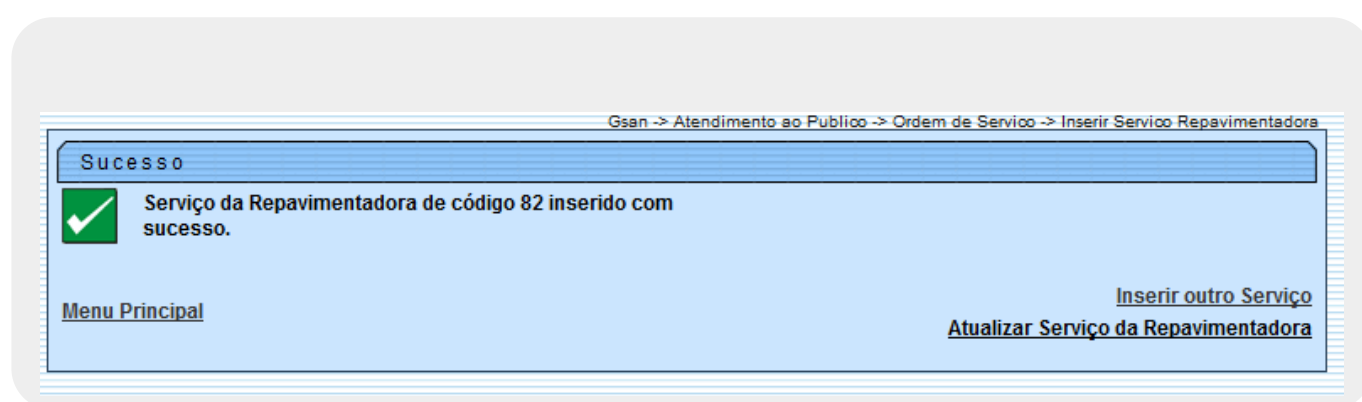 Gsan -> Atendimento ao Publico -> Ordem de Servico -> Inserir Servico Repavimentadora
Sucesso
Serviço da Repavimentadora de código 82 inserido com
sucesso.
Inserir outro Serviço
Menu Principal
Atualizar Serviço da Repavimentadora